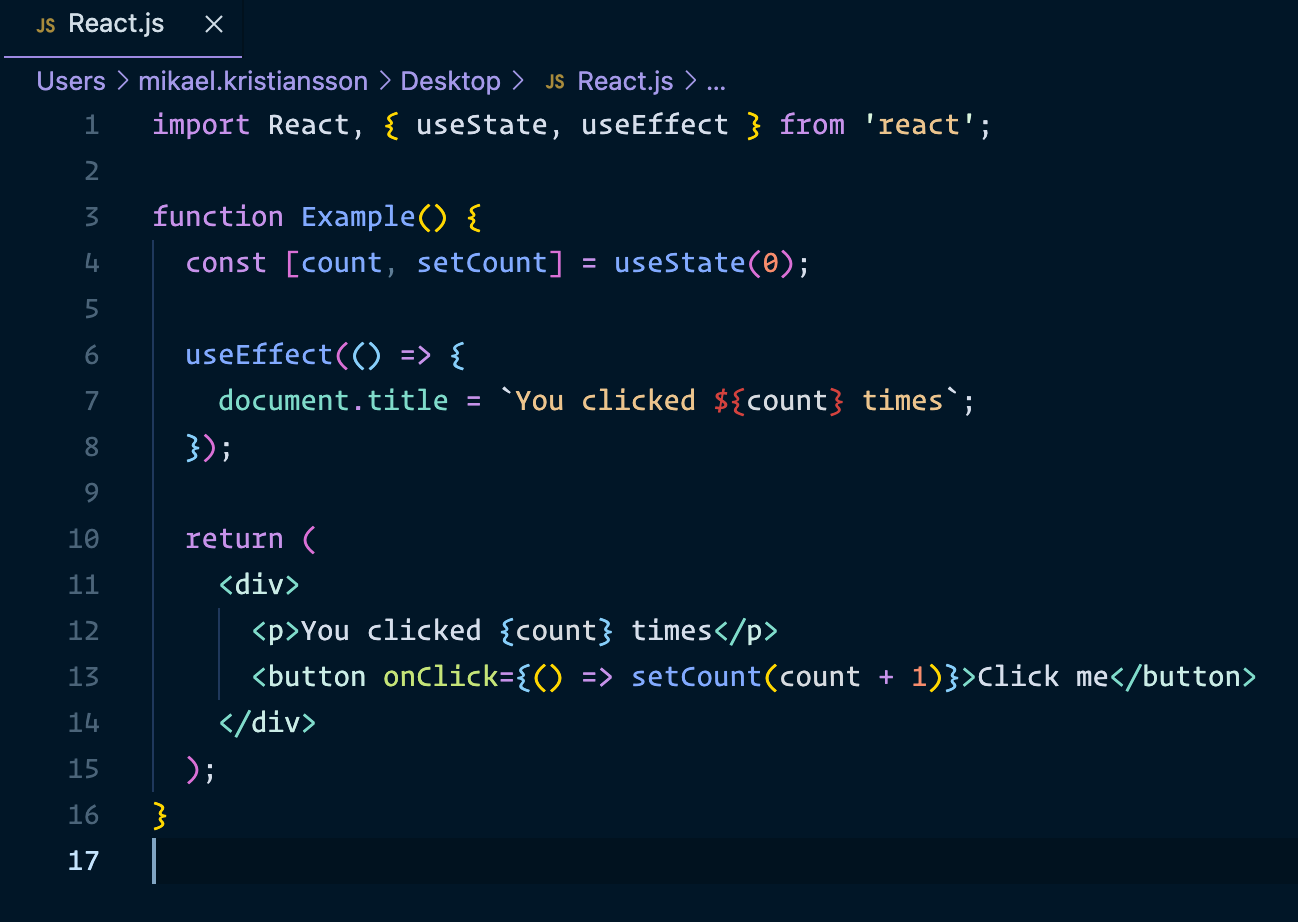 JS React.js ×
Users > mikael.kristiansson > Desktop > JS React.js > ...
1 import React, { useState, useEffect } from 'react';
2
3 function Example() {
4   const [count, setCount] = useState(0);
5
6   useEffect(() => {
7     document.title = `You clicked ${count} times`;
8   });
9
10   return (
11     <div>
12       <p>You clicked {count} times</p>
13       <button onClick={() => setCount(count + 1)}>Click me</button>
14     </div>
15   );
16 }
17